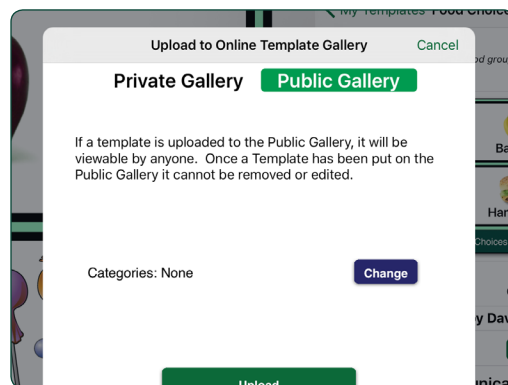 My Templates Food Choice
Upload to Online Template Gallery Cancel
Private Gallery Public Gallery
If a template is uploaded to the Public Gallery, it will be
viewable by anyone. Once a Template has been put on the
Public Gallery it cannot be removed or edited.
Categories: None Change
Choices
Upload